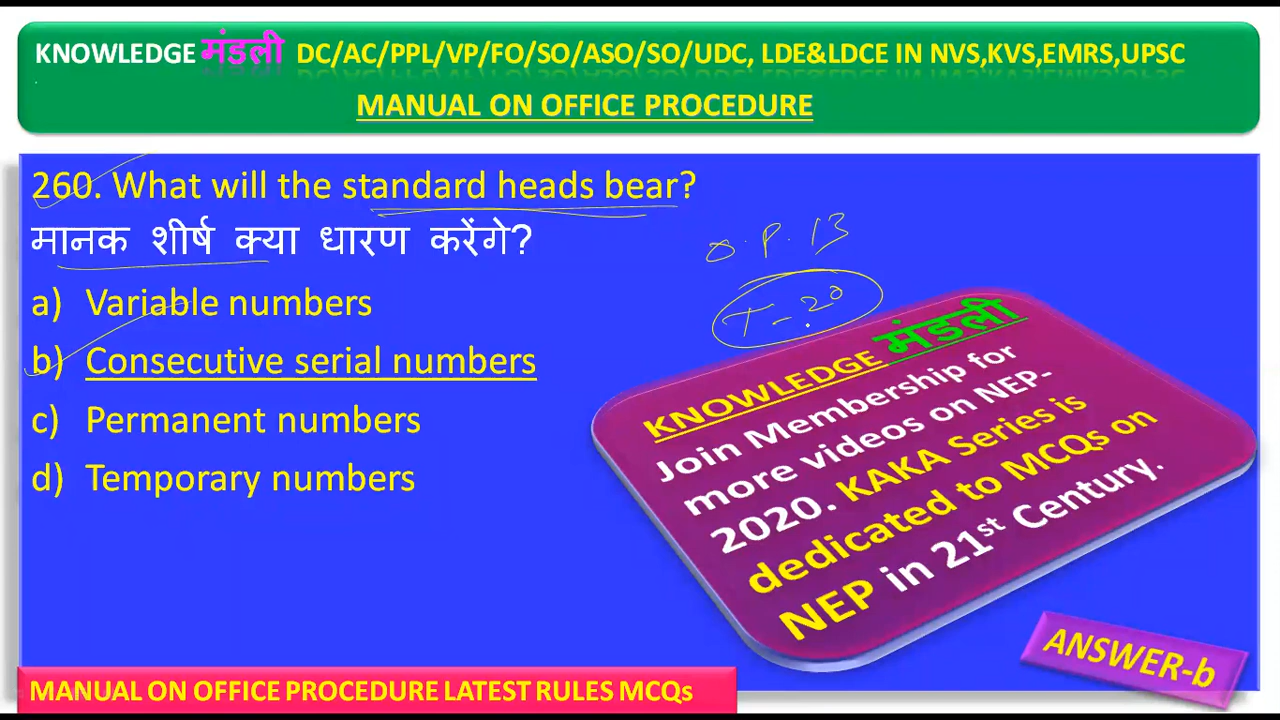 KNOWLEDGE मंडली DC/AC/PPL/VP/FO/SO/ASO/SO/UDC, LDE&LDCE IN NVS,KVS,EMRS,UPSC
MANUAL ON OFFICE PROCEDURE
260. What will the standard heads bear?
मानक शीर्ष क्या धारण करेंगे?
a) Variable numbers
b) Consecutive serial numbers
c) Permanent numbers
d) Temporary numbers
O.P. 13
T-20
KNOWLEDGE मंडली
Join Membership for
more videos on NEP-
2020. KAKA Series is
dedicated to MCQs on
NEP in 21st Century.
ANSWER-b
MANUAL ON OFFICE PROCEDURE LATEST RULES MCQs